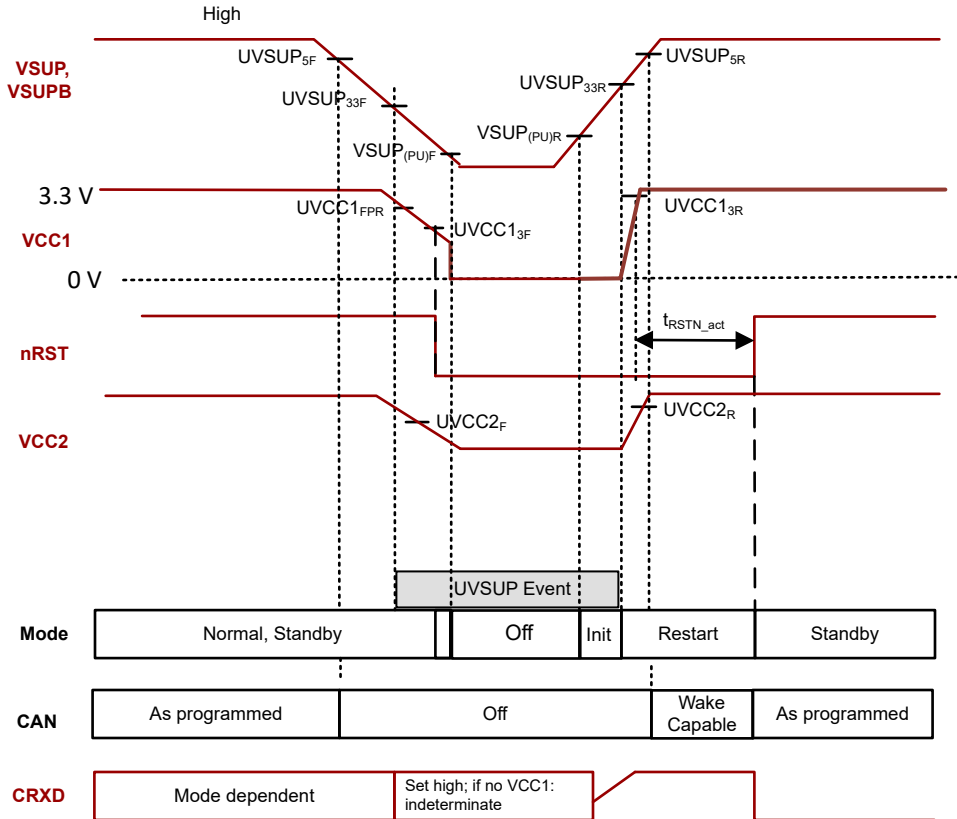 High
VSUP,
VSUPB
UVSUP5F
UVSUP5R
UVSUP33F
UVSUP33R
VSUP(PU)F
VSUP(PU)R
3.3 V
UVCC1FPR
UVCC13R
VCC1
UVCC13F
0 V
tRSTN_act
nRST
UVCC2R
UVCC2F
VCC2
UVSUP Event
Mode
Normal, Standby
Off
Init
Restart
Standby
CAN
As programmed
Off
Wake
Capable
As programmed
CRXD
Mode dependent
Set high; if no VCC1:
indeterminate